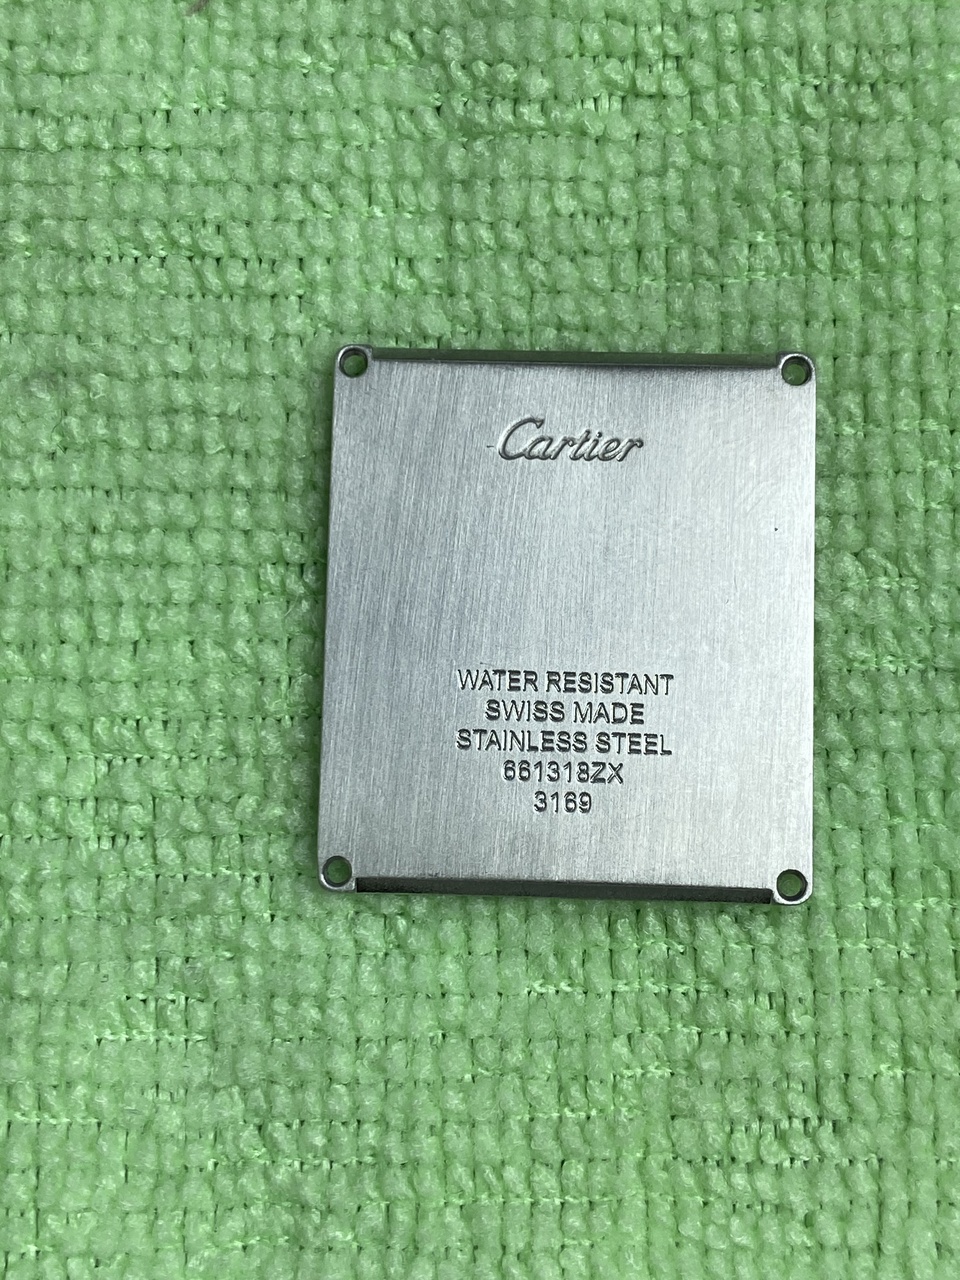 Cartier
WATER RESISTANT
SWISS MADE
STAINLESS STEEL
661318ZX
3169